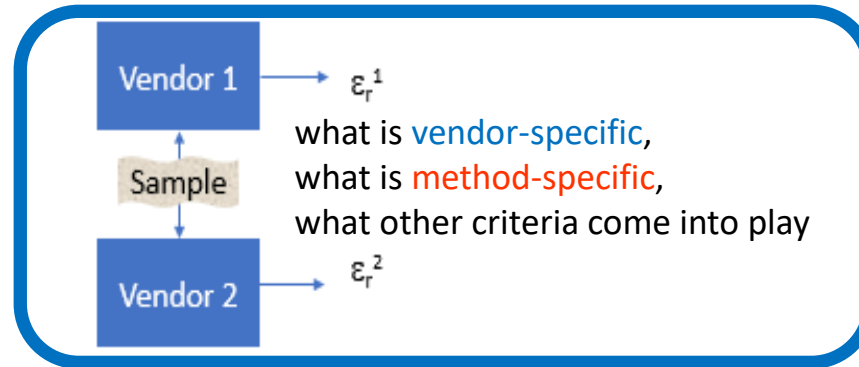 Vendor 1
εᵣ¹
what is vendor-specific,
Sample
what is method-specific,
what other criteria come into play
Vendor 2
εᵣ²